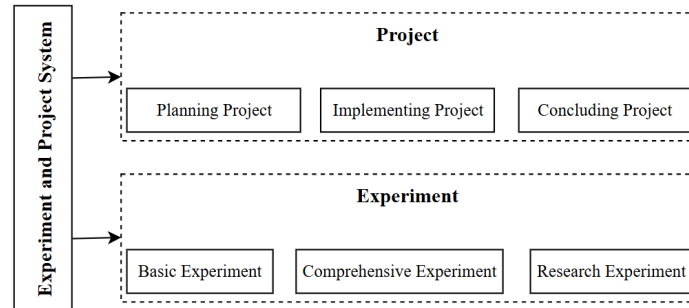 Experiment and Project System
Project
Planning Project
Implementing Project
Concluding Project
Experiment
Basic Experiment
Comprehensive Experiment
Research Experiment